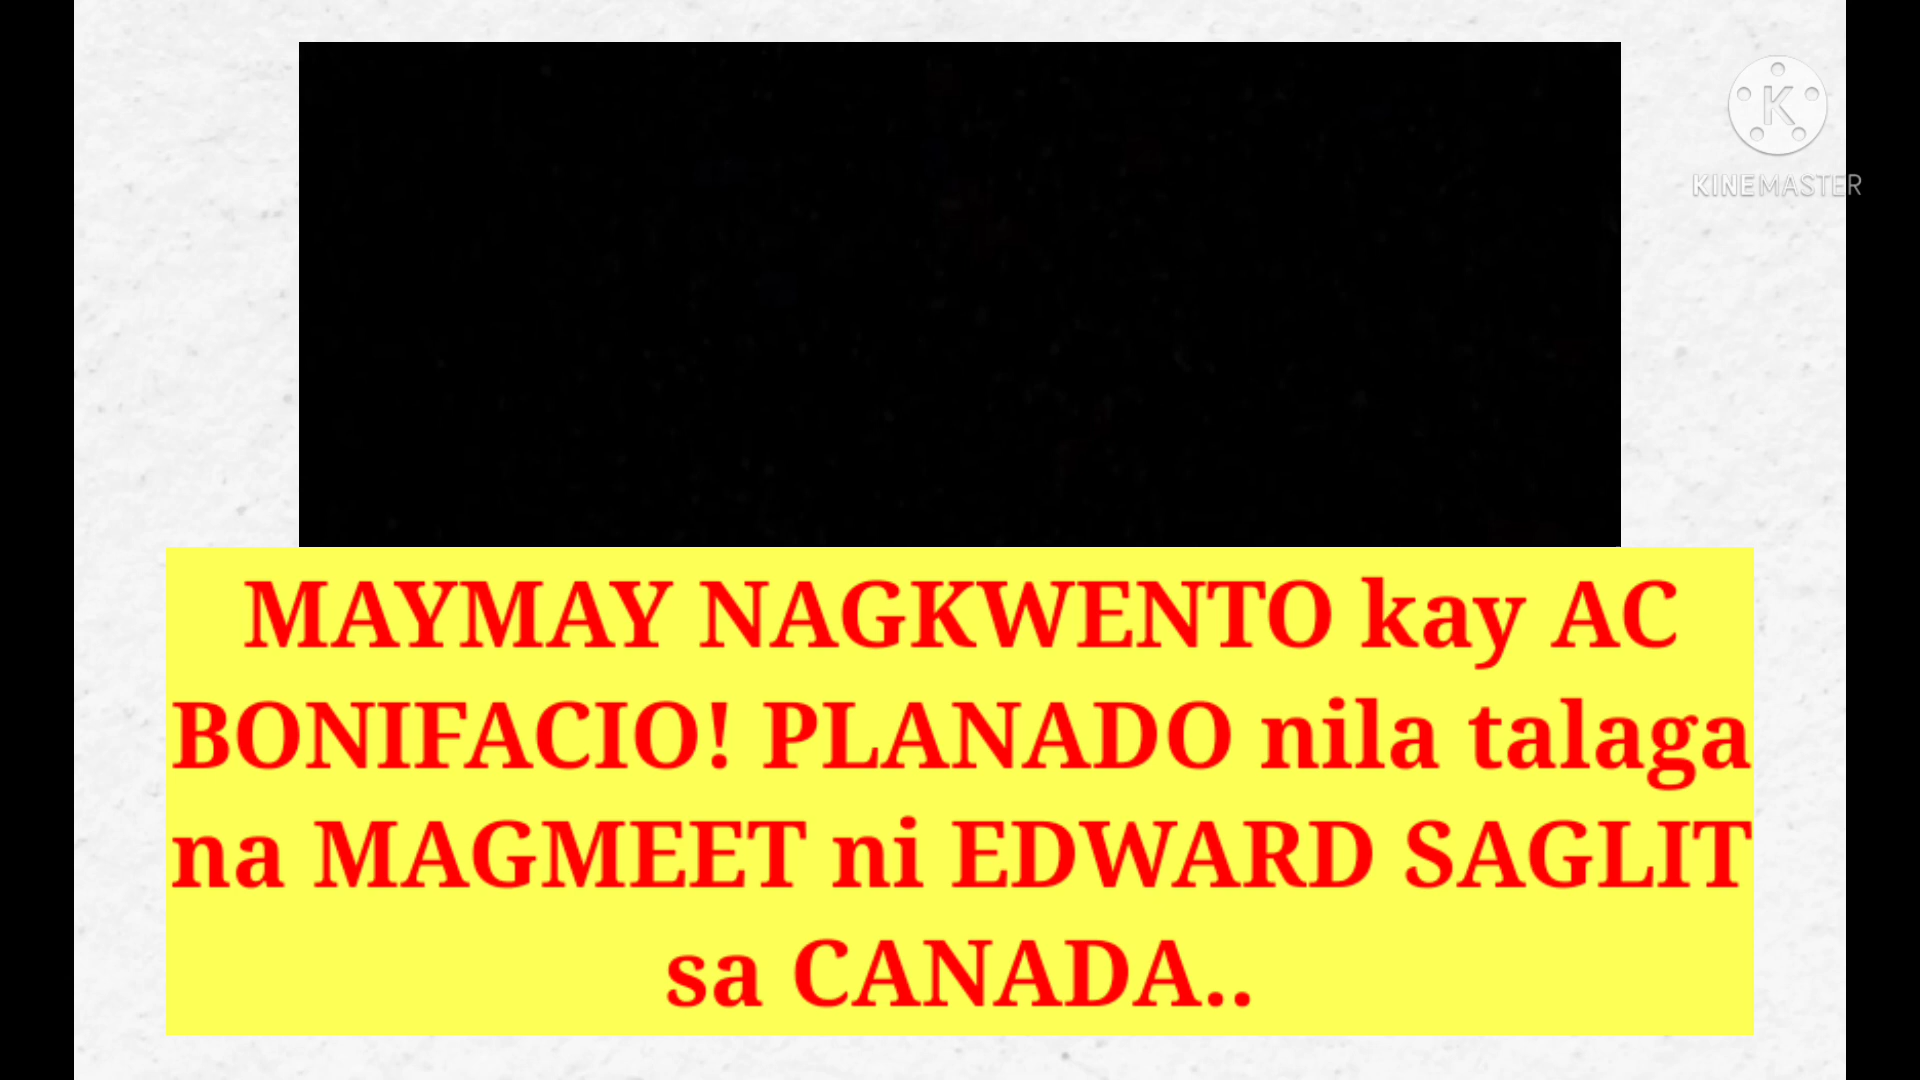 K
KINEMASTER
MAYMAY NAGKWENTO kay AC
BONIFACIO! PLANADO nila talaga
na MAGMEET ni EDWARD SAGLIT
sa CANADA..